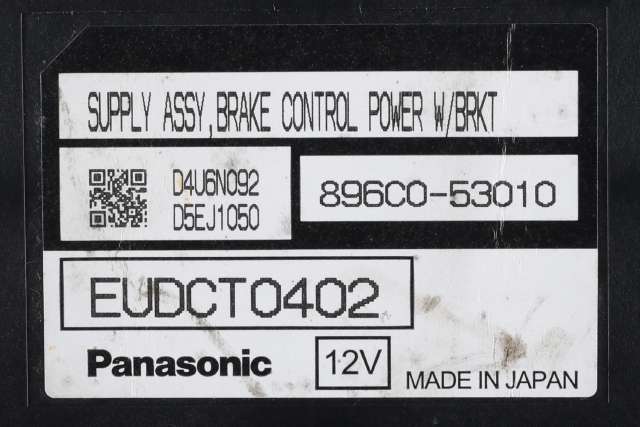 SUPPLY ASSY,BRAKE CONTROL POWER W/BRKT
D4U6N092
D5EJ1050
896C0-53010
EUDCT0402
Panasonic
12V
MADE IN JAPAN